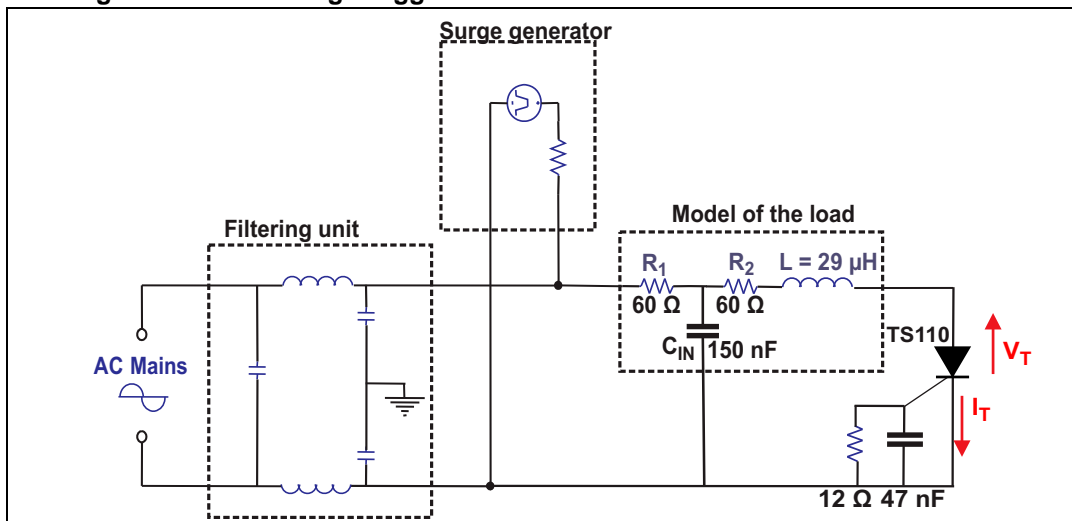 Surge generator
Filtering unit
Model of the load
R1
R2
L = 29 µH
60 Ω
60 Ω
CIN
150 nF
TS110
VT
AC Mains
IT
12 Ω
47 nF